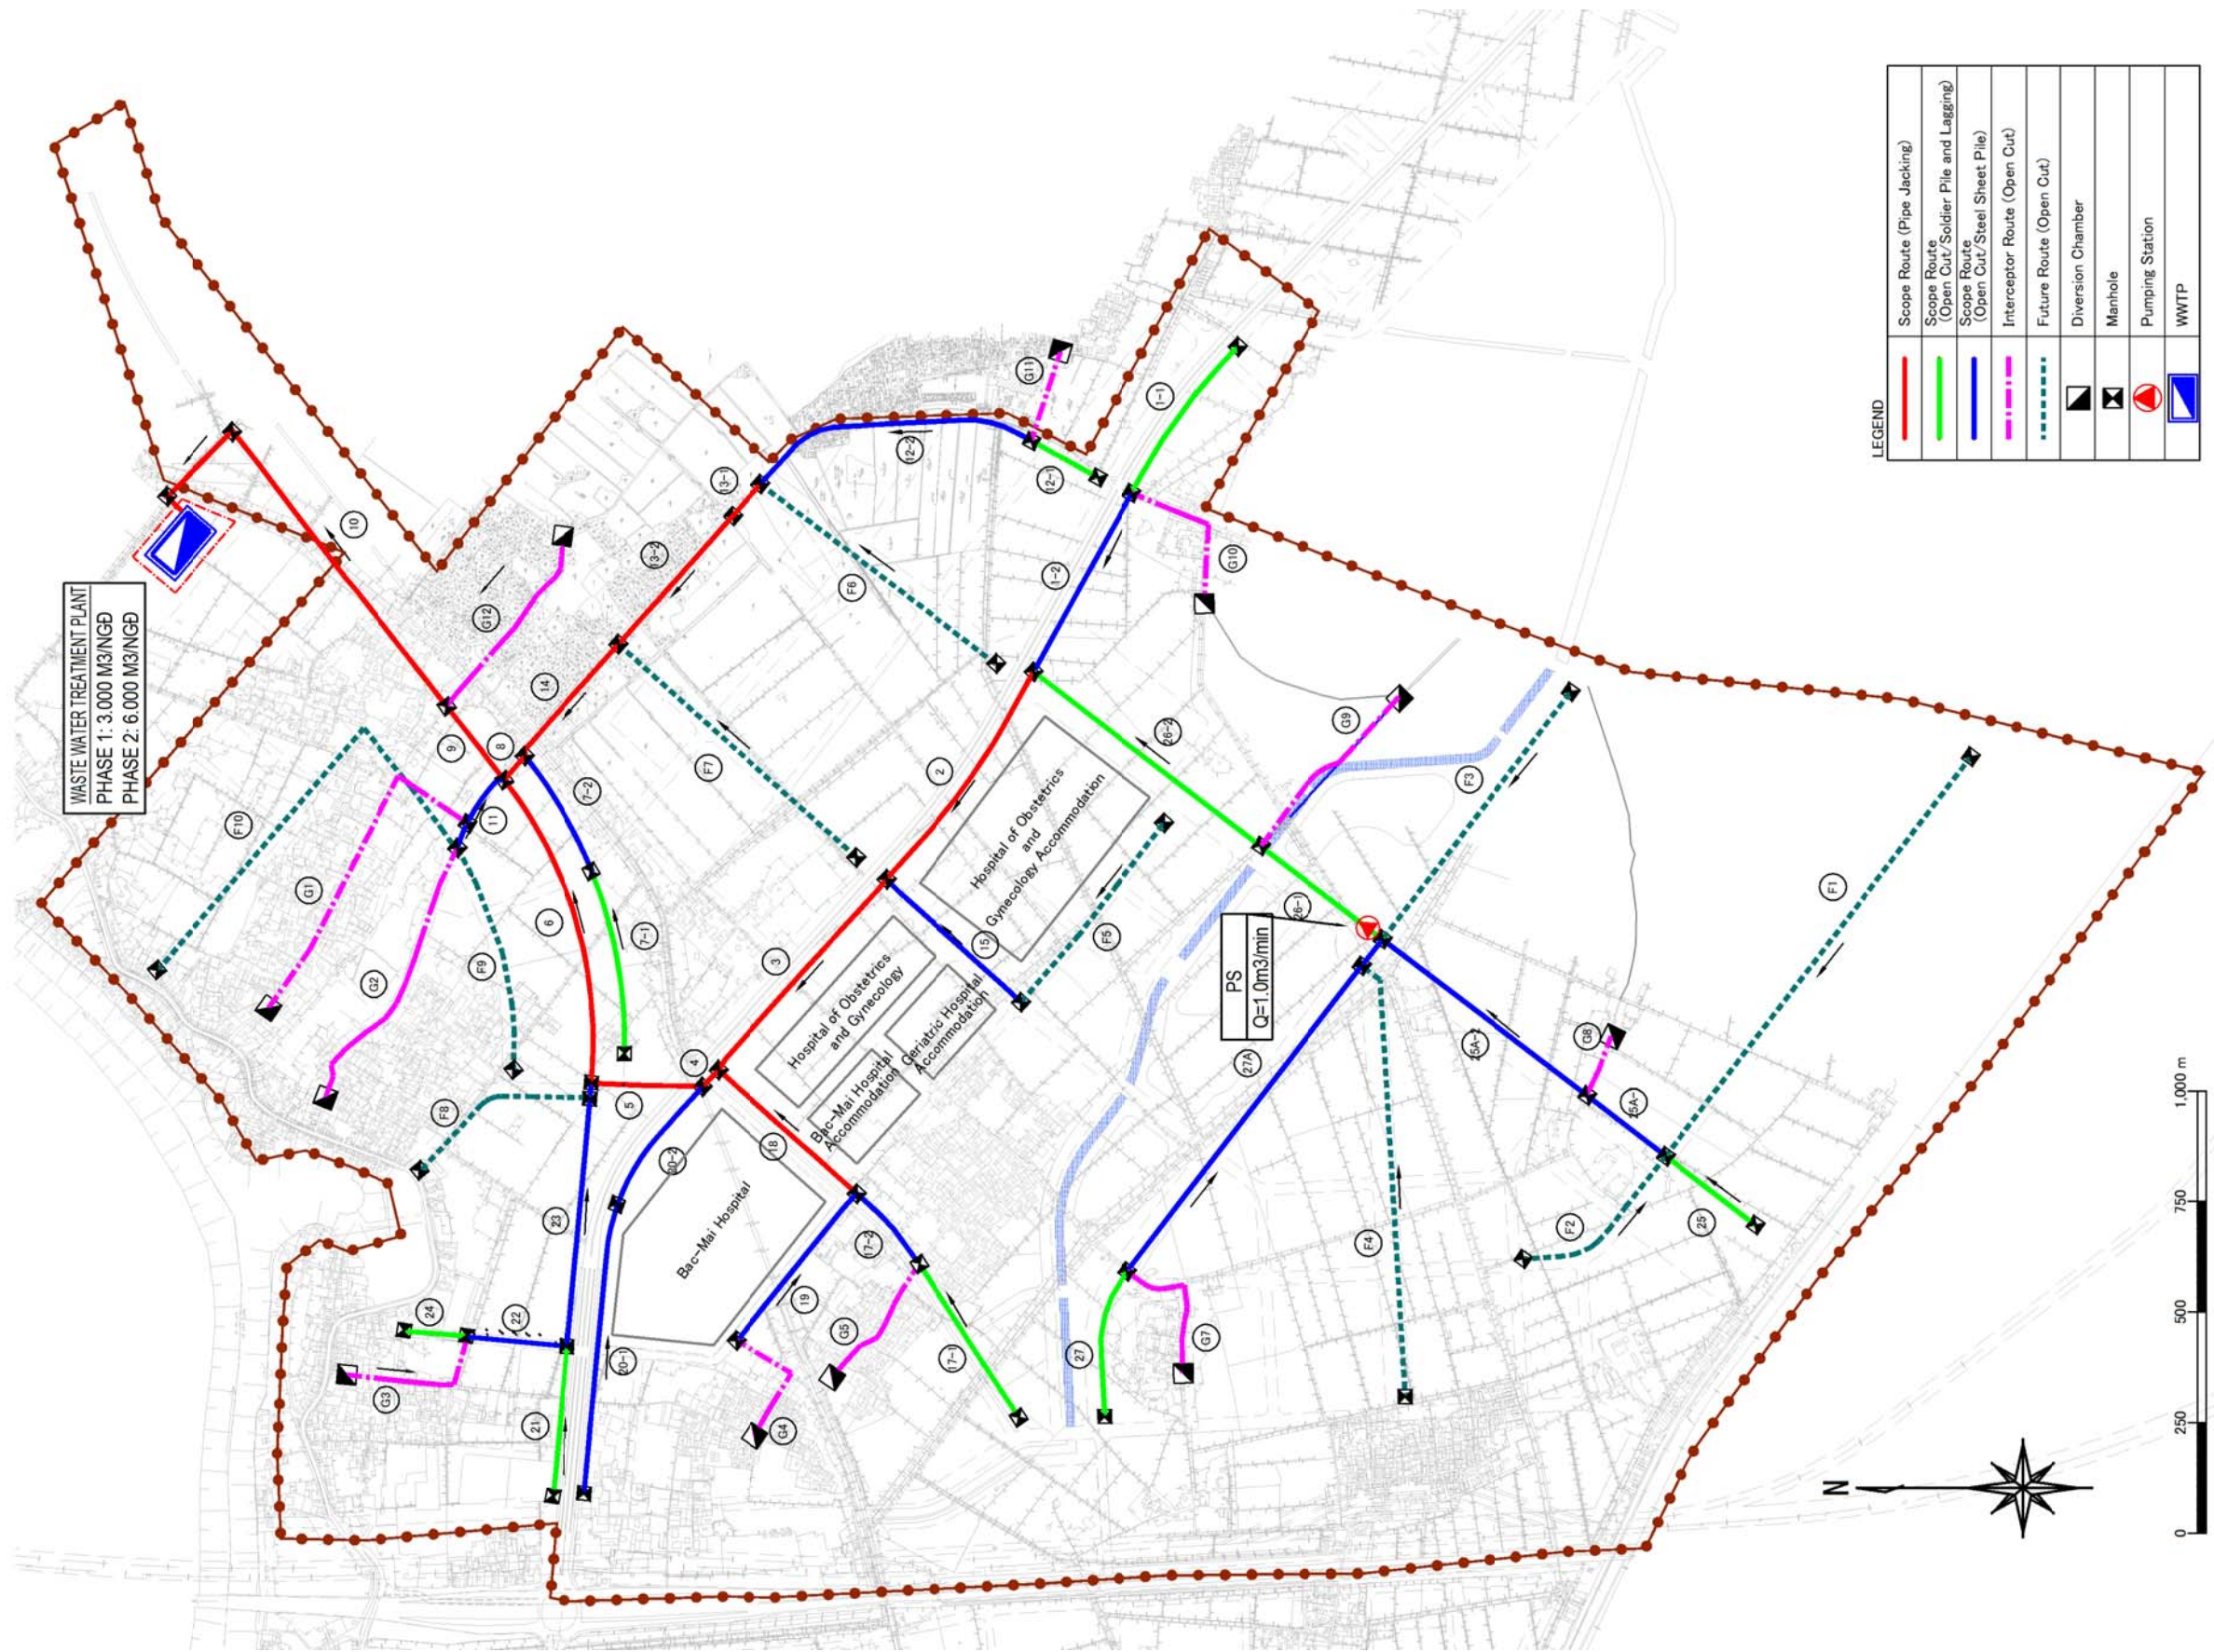 WASTE WATER TREATMENT PLANT
PHASE 1: 3.000 M3/NGĐ
PHASE 2: 6.000 M3/NGĐ
10
G12
13-1
13-2
14
9
8
7-2
11
F10
G1
G2
F9
6
7-1
F8
5
4
F7
F6
12-2
12-1
G11
1-1
1-2
G10
2
3
26-2
G9
F3
Hospital of Obstetrics
and
Gynecology Accommodation
F5
15
Hospital of Obstetrics
and Gynecology
Geriatric Hospital
Accommodation
Bac-Mai Hospital
Accommodation
18
Bac-Mai Hospital
20-2
23
22
24
G3
21
20-1
19
17-2
G5
17-1
G4
PS
Q=1.0m3/min
26-1
27A
27
G7
F4
25A-2
G8
25A-
F1
F2
25
N
0
250
500
750
1,000 m
LEGEND
Scope Route (Pipe Jacking)
Scope Route
(Open Cut/Soldier Pile and Lagging)
Scope Route
(Open Cut/Steel Sheet Pile)
Interceptor Route (Open Cut)
Future Route (Open Cut)
Diversion Chamber
Manhole
Pumping Station
WWTP